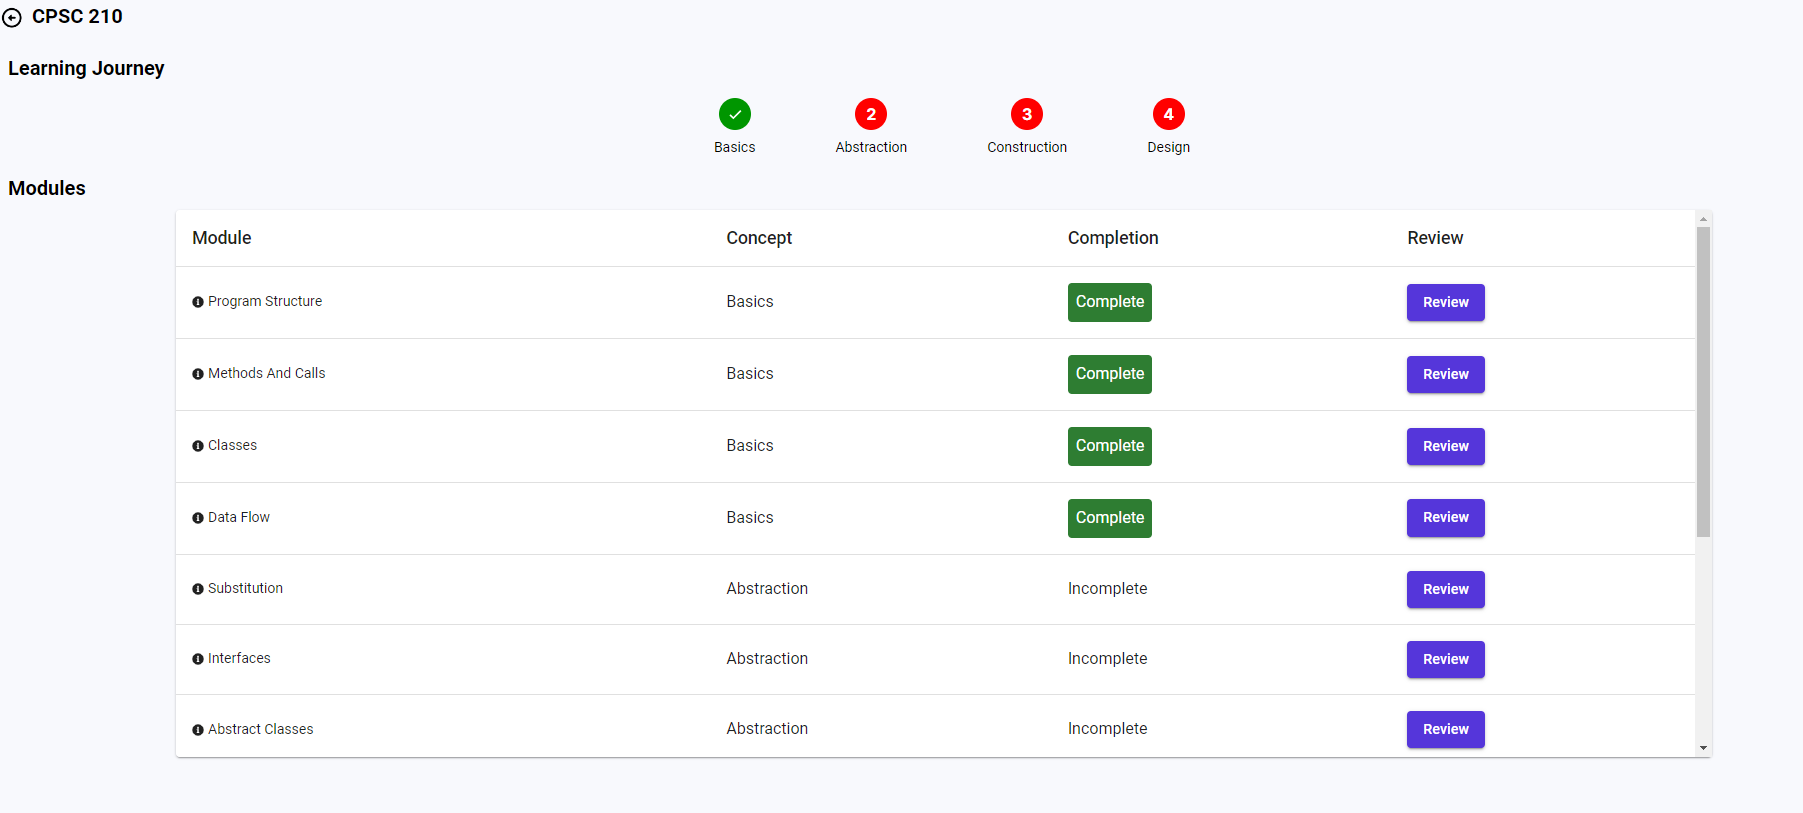 CPSC 210
Learning Journey
2 3 4
Basics Abstraction Construction Design
Modules
Module Concept Completion Review
Program Structure Basics Complete Review
Methods And Calls Basics Complete Review
Classes Basics Complete Review
Data Flow Basics Complete Review
Substitution Abstraction Incomplete Review
Interfaces Abstraction Incomplete Review
Abstract Classes Abstraction Incomplete Review